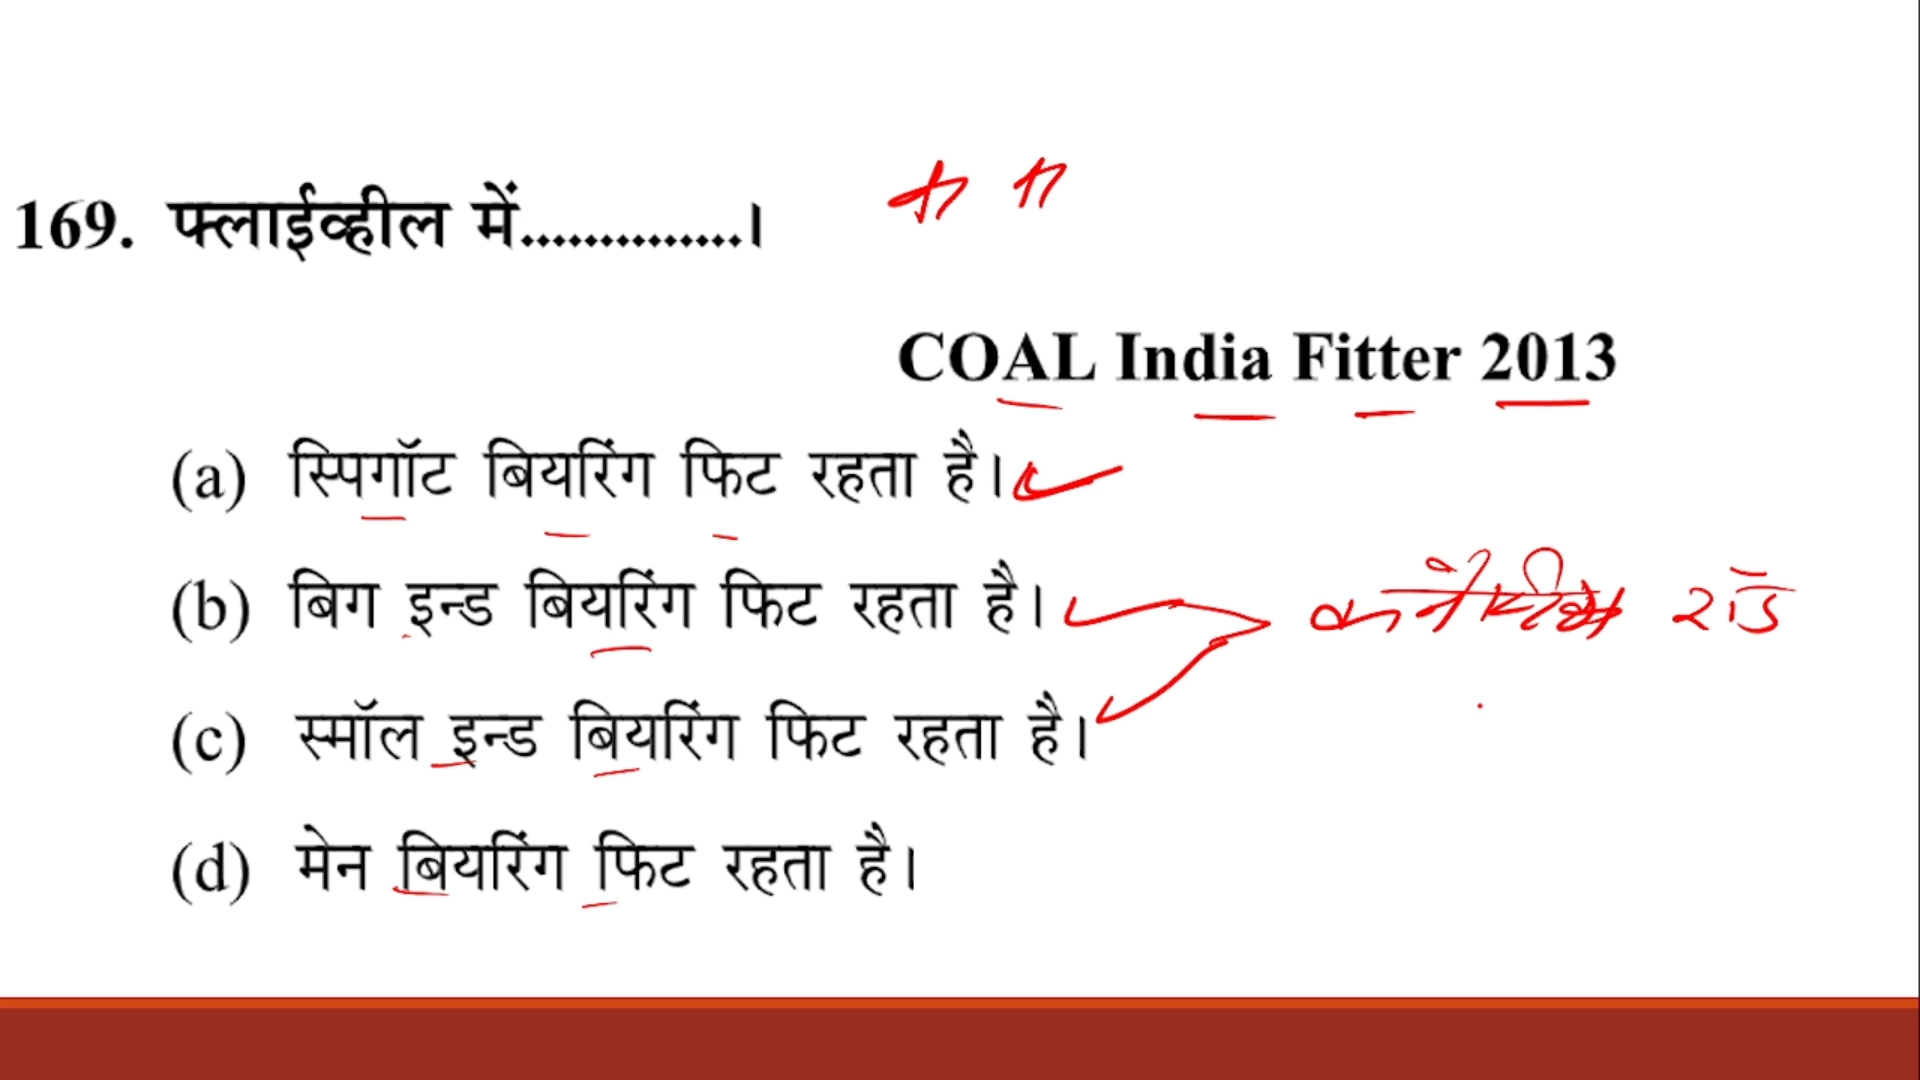 169. फ्लाईव्हील में..............।
COAL India Fitter 2013
(a) स्पिगॉट बियरिंग फिट रहता है।
(b) बिग इन्ड बियरिंग फिट रहता है।
रॉड
(c) स्मॉल इन्ड बियरिंग फिट रहता है।
(d) मेन बियरिंग फिट रहता है।